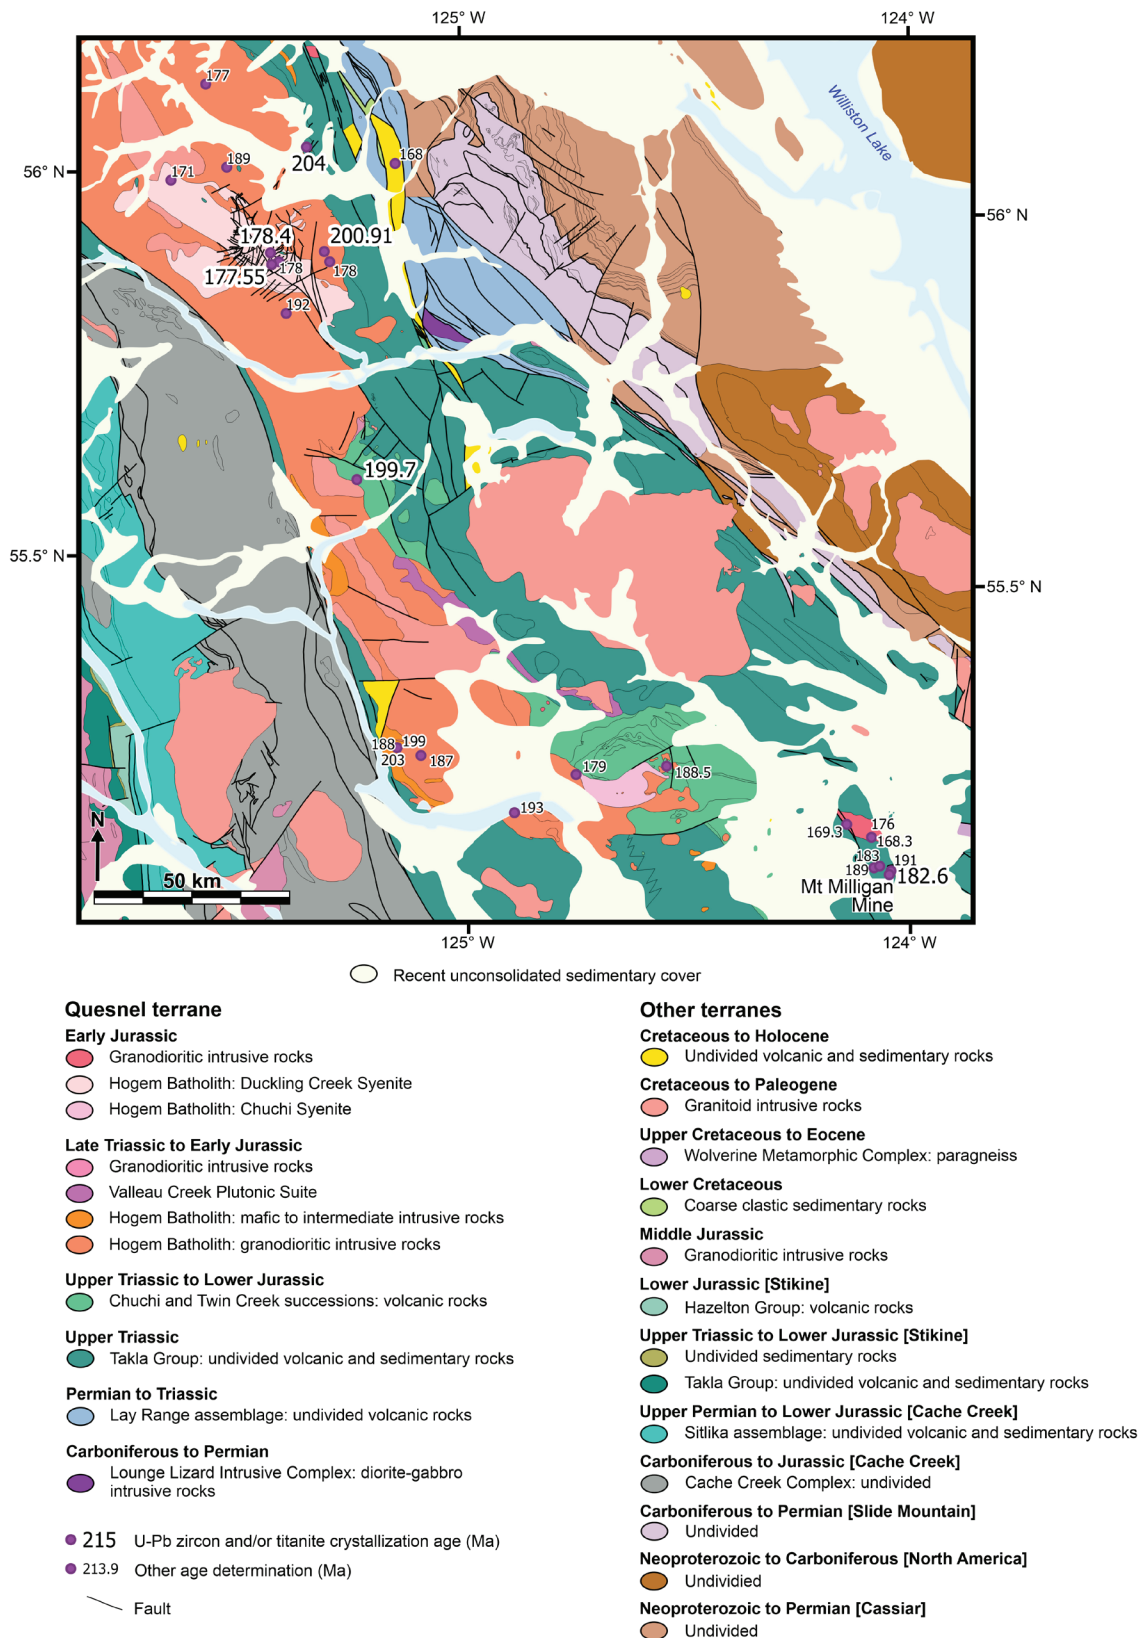 125° W
124° W
Williston Lake
177
56° N
204
168
189
171
56° N
178.4
200.91
177.55
178
178
192
199.7
55.5° N
55.5° N
188
199
203
187
179
188.5
193
169.3
176
168.3
183
191
189
182.6
Mt Milligan
Mine
N
50 km
125° W
124° W
Recent unconsolidated sedimentary cover
Quesnel terrane
Early Jurassic
Granodioritic intrusive rocks
Hogem Batholith: Duckling Creek Syenite
Hogem Batholith: Chuchi Syenite
Late Triassic to Early Jurassic
Granodioritic intrusive rocks
Valleau Creek Plutonic Suite
Hogem Batholith: mafic to intermediate intrusive rocks
Hogem Batholith: granodioritic intrusive rocks
Upper Triassic to Lower Jurassic
Chuchi and Twin Creek successions: volcanic rocks
Upper Triassic
Takla Group: undivided volcanic and sedimentary rocks
Permian to Triassic
Lay Range assemblage: undivided volcanic rocks
Carboniferous to Permian
Lounge Lizard Intrusive Complex: diorite-gabbro
intrusive rocks
215 U-Pb zircon and/or titanite crystallization age (Ma)
213.9 Other age determination (Ma)
Fault
Other terranes
Cretaceous to Holocene
Undivided volcanic and sedimentary rocks
Cretaceous to Paleogene
Granitoid intrusive rocks
Upper Cretaceous to Eocene
Wolverine Metamorphic Complex: paragneiss
Lower Cretaceous
Coarse clastic sedimentary rocks
Middle Jurassic
Granodioritic intrusive rocks
Lower Jurassic [Stikine]
Hazelton Group: volcanic rocks
Upper Triassic to Lower Jurassic [Stikine]
Undivided sedimentary rocks
Takla Group: undivided volcanic and sedimentary rocks
Upper Permian to Lower Jurassic [Cache Creek]
Sitlika assemblage: undivided volcanic and sedimentary rocks
Carboniferous to Jurassic [Cache Creek]
Cache Creek Complex: undivided
Carboniferous to Permian [Slide Mountain]
Undivided
Neoproterozoic to Carboniferous [North America]
Undividied
Neoproterozoic to Permian [Cassiar]
Undivided